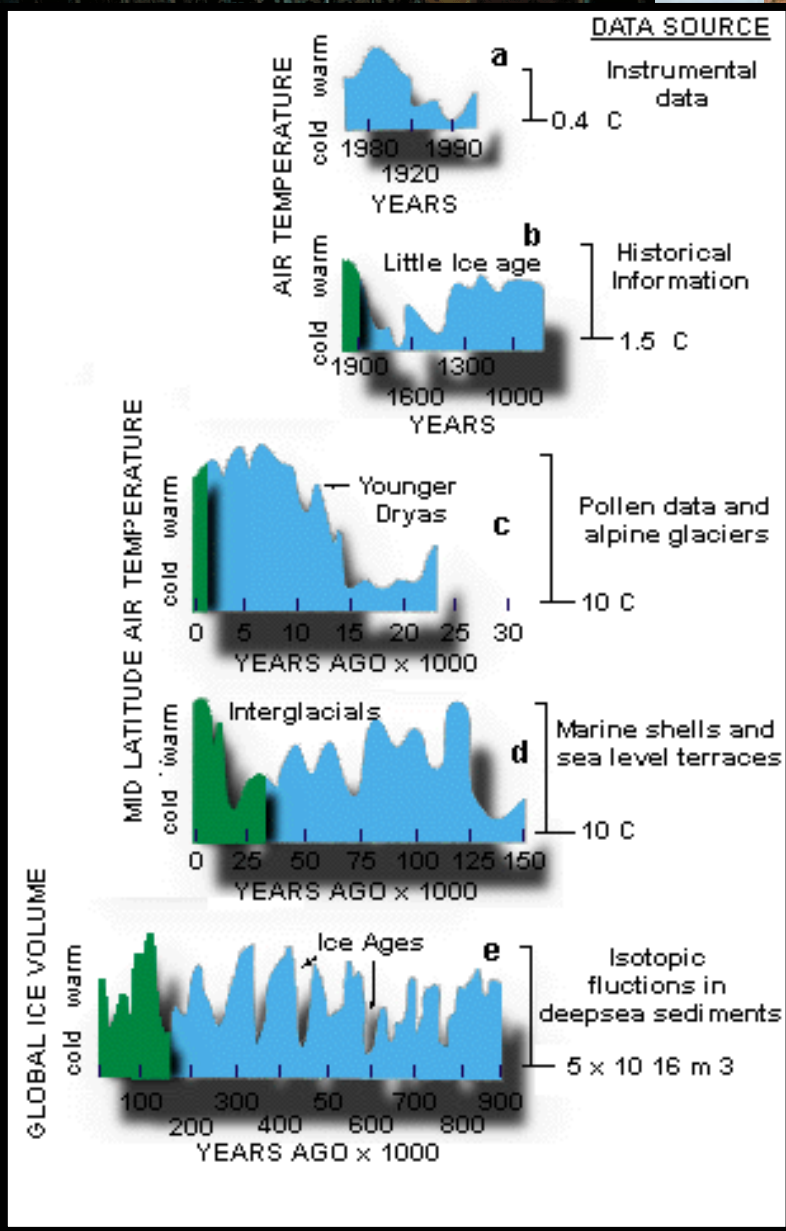 DATA SOURCE
a
Instrumental
data
0.4 C
AIR TEMPERATURE
warm
cold
1980 1990
1920
YEARS
b
Little Ice age
Historical
Information
1.5 C
warm
cold
1900 1300
1600 1000
YEARS
MID LATITUDE AIR TEMPERATURE
warm
cold
Younger
Dryas
c
Pollen data and
alpine glaciers
10 C
0 5 10 15 20 25 30
YEARS AGO x 1000
warm
cold
Interglacials
d
Marine shells and
sea level terraces
10 C
0 25 50 75 100 125 150
YEARS AGO x 1000
GLOBAL ICE VOLUME
warm
cold
Ice Ages
e
Isotopic
fluctions in
deepsea sediments
5 x 10 16 m 3
100 300 50 700 900
200 400 600 800
YEARS AGO x 1000